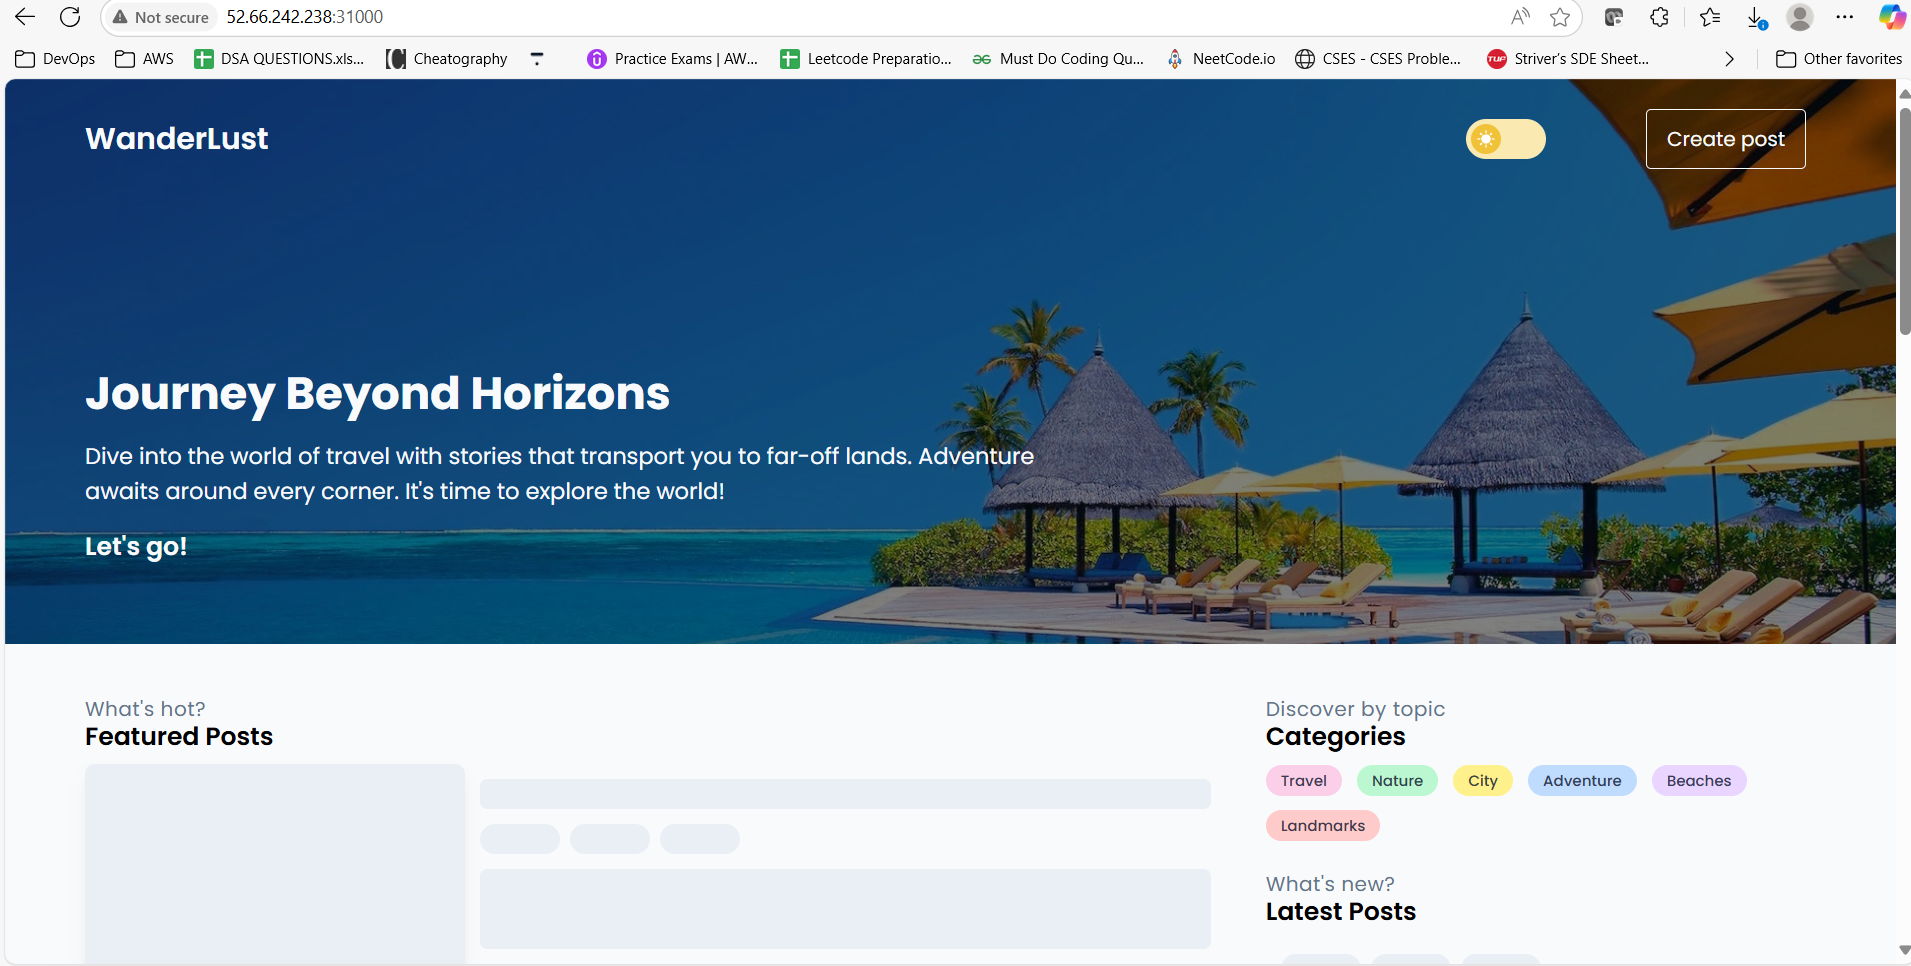 Not secure 52.66.242.238:31000
DevOps AWS DSA QUESTIONS.xls... Cheatography Practice Exams | AW... Leetcode Preparatio... Must Do Coding Qu... NeetCode.io CSES - CSES Proble... TUF Striver's SDE Sheet... Other favorites
WanderLust
Create post
Journey Beyond Horizons
Dive into the world of travel with stories that transport you to far-off lands. Adventure
awaits around every corner. It's time to explore the world!
Let's go!
What's hot?
Featured Posts
Discover by topic
Categories
Travel Nature City Adventure Beaches
Landmarks
What's new?
Latest Posts